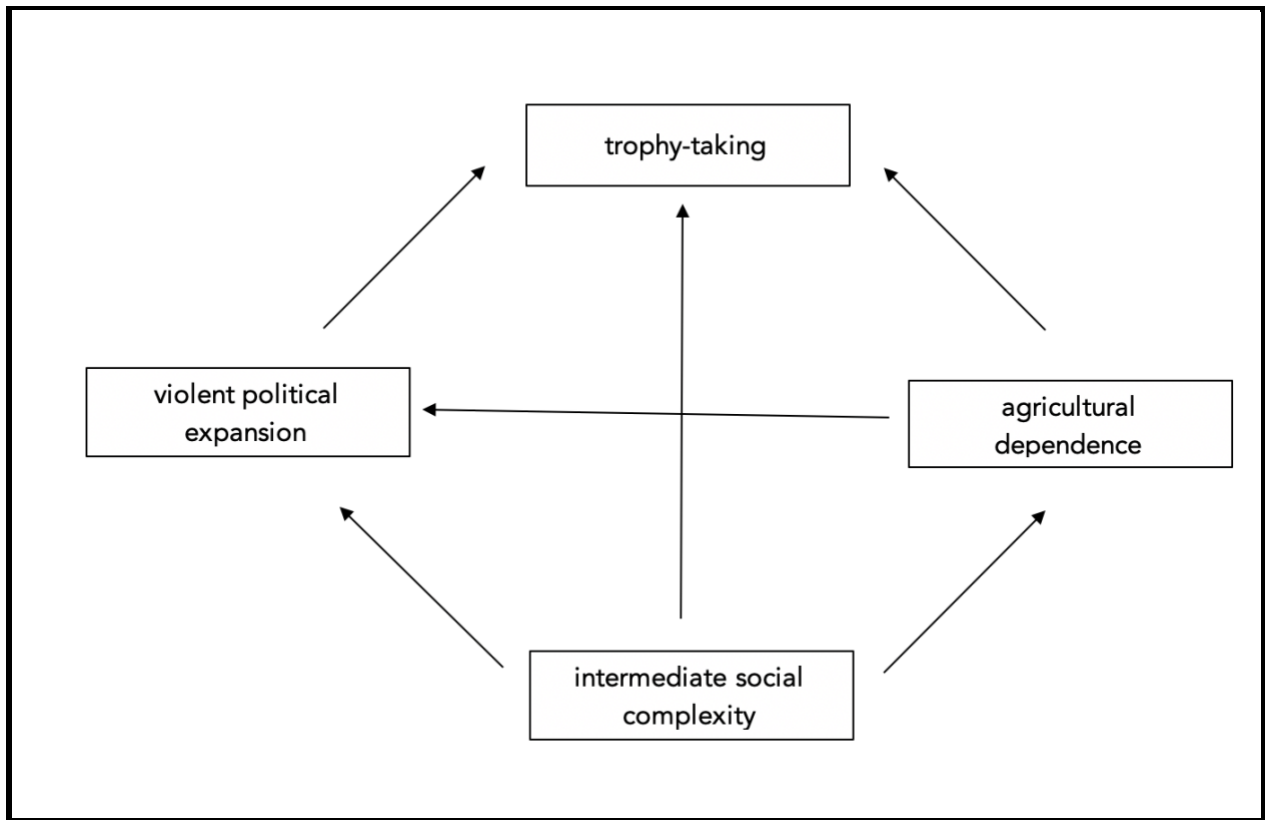 trophy-taking
violent political
expansion
agricultural
dependence
intermediate social
complexity